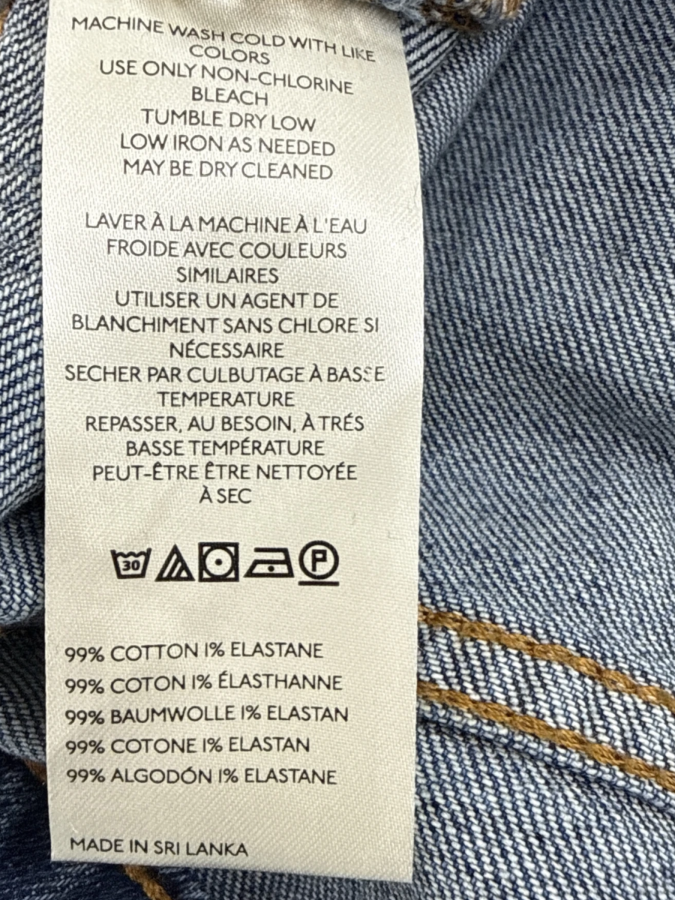 MACHINE WASH COLD WITH LIKE
COLORS
USE ONLY NON-CHLORINE
BLEACH
TUMBLE DRY LOW
LOW IRON AS NEEDED
MAY BE DRY CLEANED
LAVER À LA MACHINE À L'EAU
FROIDE AVEC COULEURS
SIMILAIRES
UTILISER UN AGENT DE
BLANCHIMENT SANS CHLORE SI
NÉCESSAIRE
SECHER PAR CULBUTAGE À BASSE
TEMPERATURE
REPASSER, AU BESOIN, À TRÉS
BASSE TEMPÉRATURE
PEUT-ÊTRE ÊTRE NETTOYÉE
À SEC
30 P
99% COTTON 1% ELASTANE
99% COTON 1% ÉLASTHANNE
99% BAUMWOLLE 1% ELASTAN
99% COTONE 1% ELASTAN
99% ALGODÓN 1% ELASTANE
MADE IN SRI LANKA